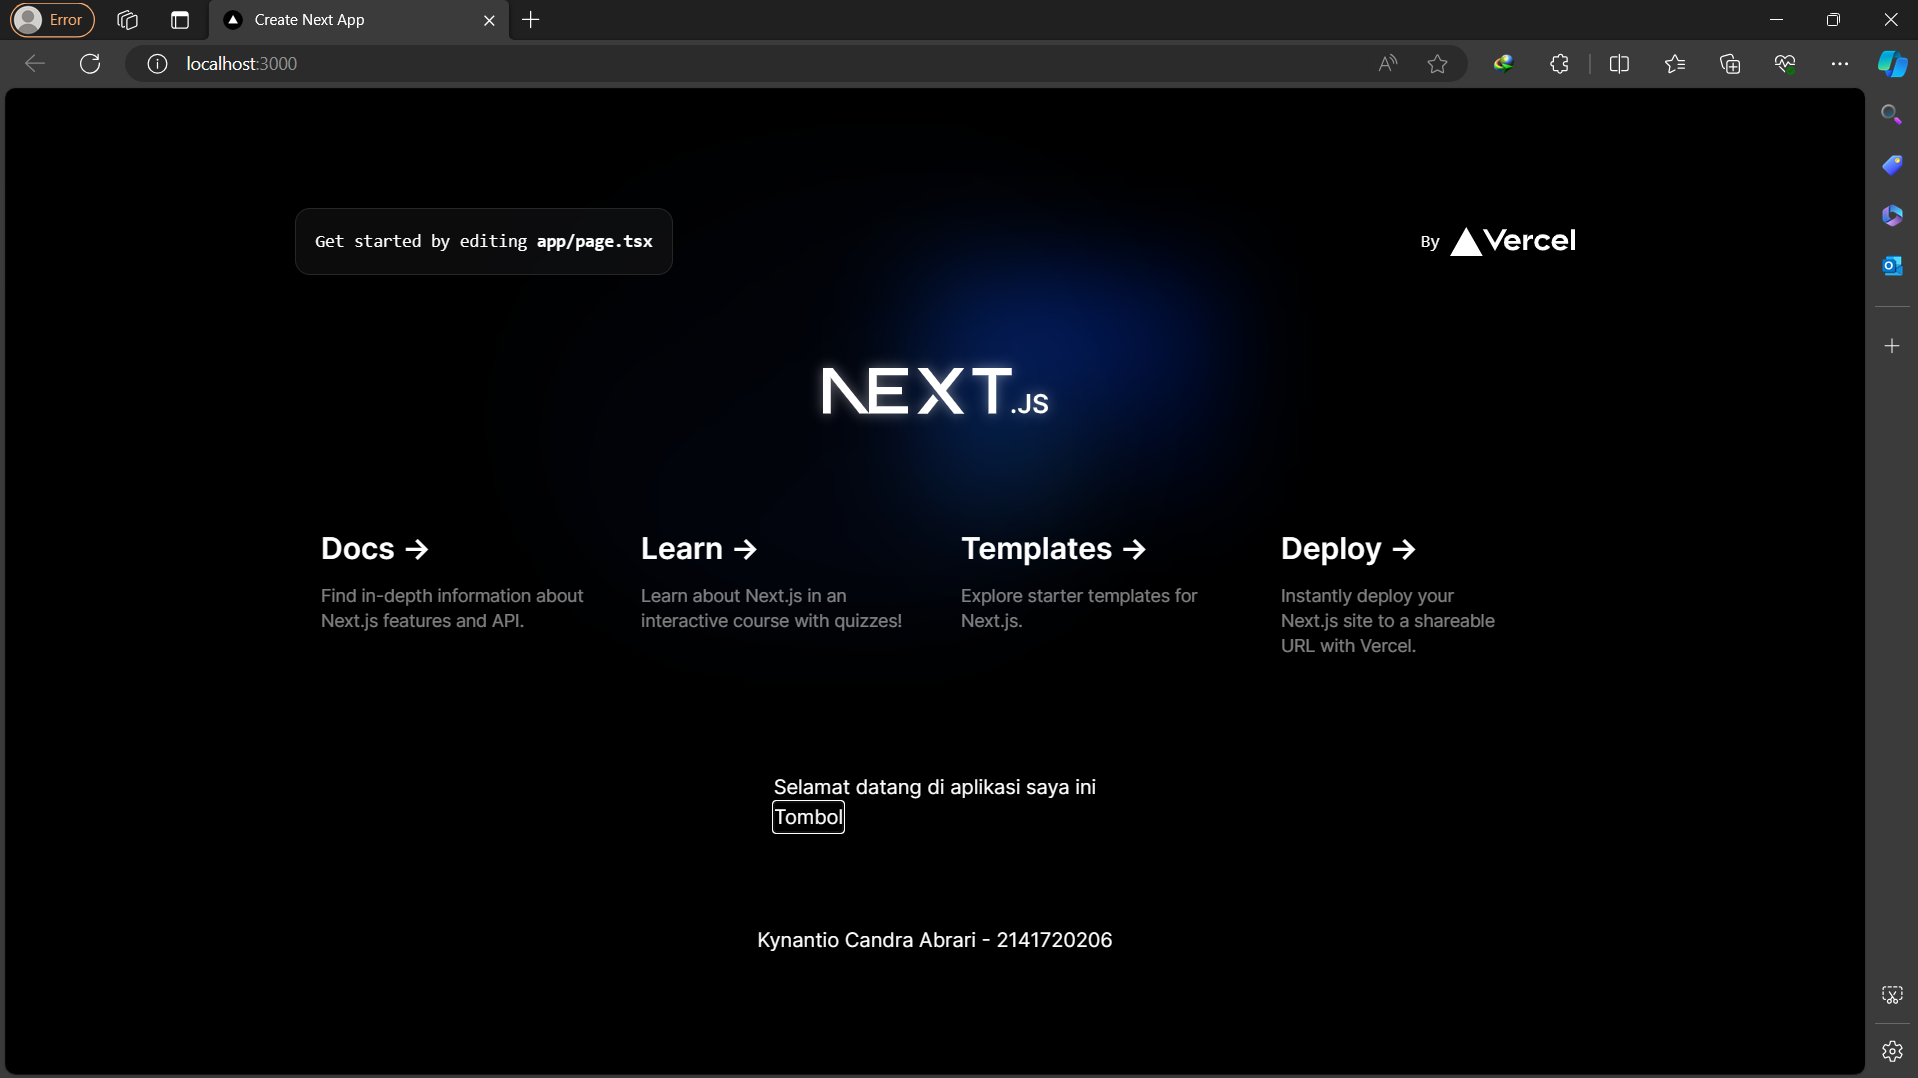 Error
Create Next App
localhost:3000
Get started by editing app/page.tsx
By Vercel
NEXT.JS
Docs →
Find in-depth information about
Next.js features and API.
Learn →
Learn about Next.js in an
interactive course with quizzes!
Templates →
Explore starter templates for
Next.js.
Deploy →
Instantly deploy your
Next.js site to a shareable
URL with Vercel.
Selamat datang di aplikasi saya ini
Tombol
Kynantio Candra Abrari - 2141720206